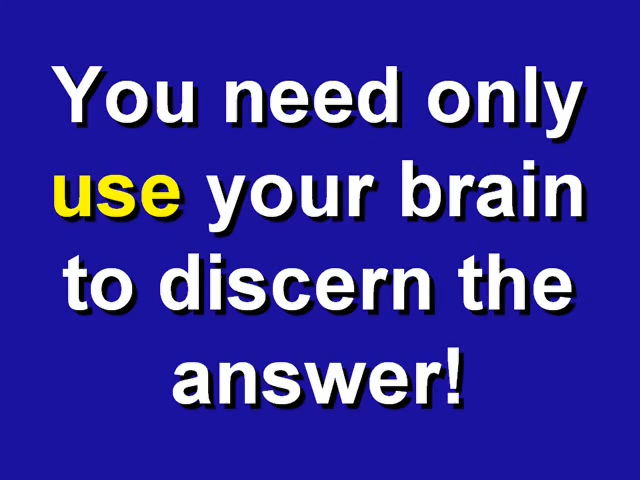 You need only
use your brain
to discern the
answer!